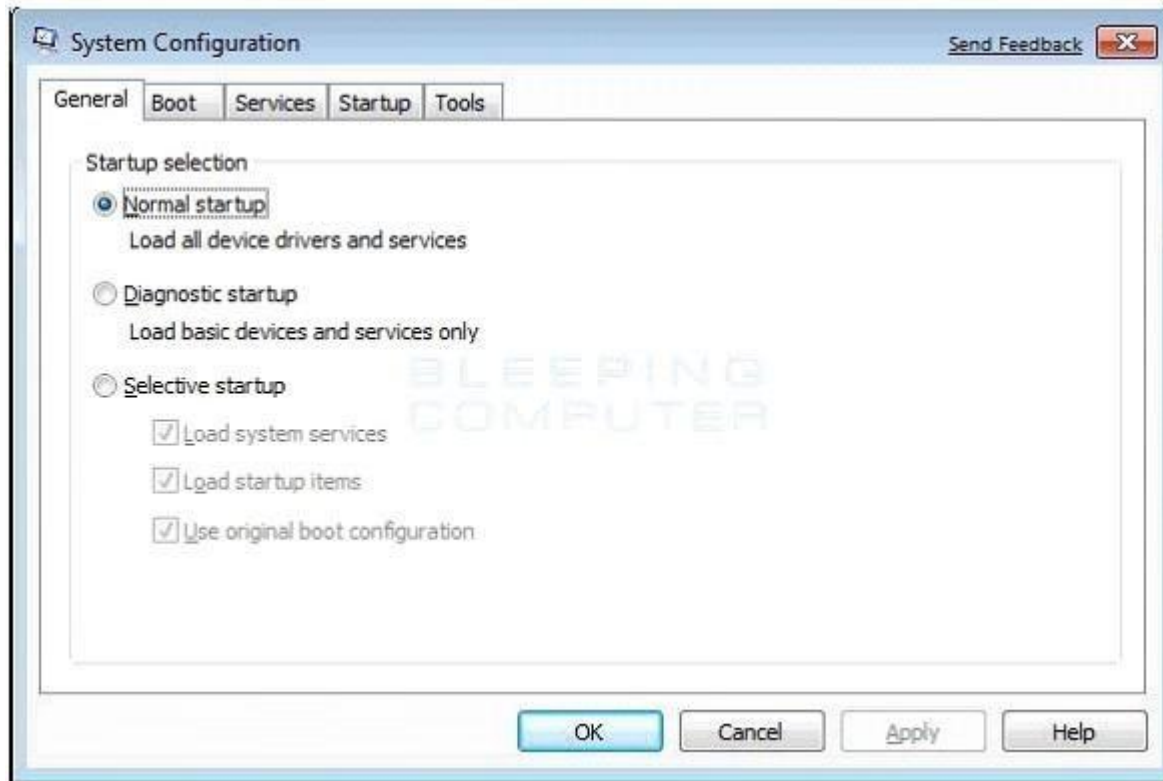 System Configuration
Send Feedback
General Boot Services Startup Tools
Startup selection
Normal startup
Load all device drivers and services
Diagnostic startup
Load basic devices and services only
BLEEPING
COMPUTER
Selective startup
Load system services
Load startup items
Use original boot configuration
OK Cancel Apply Help